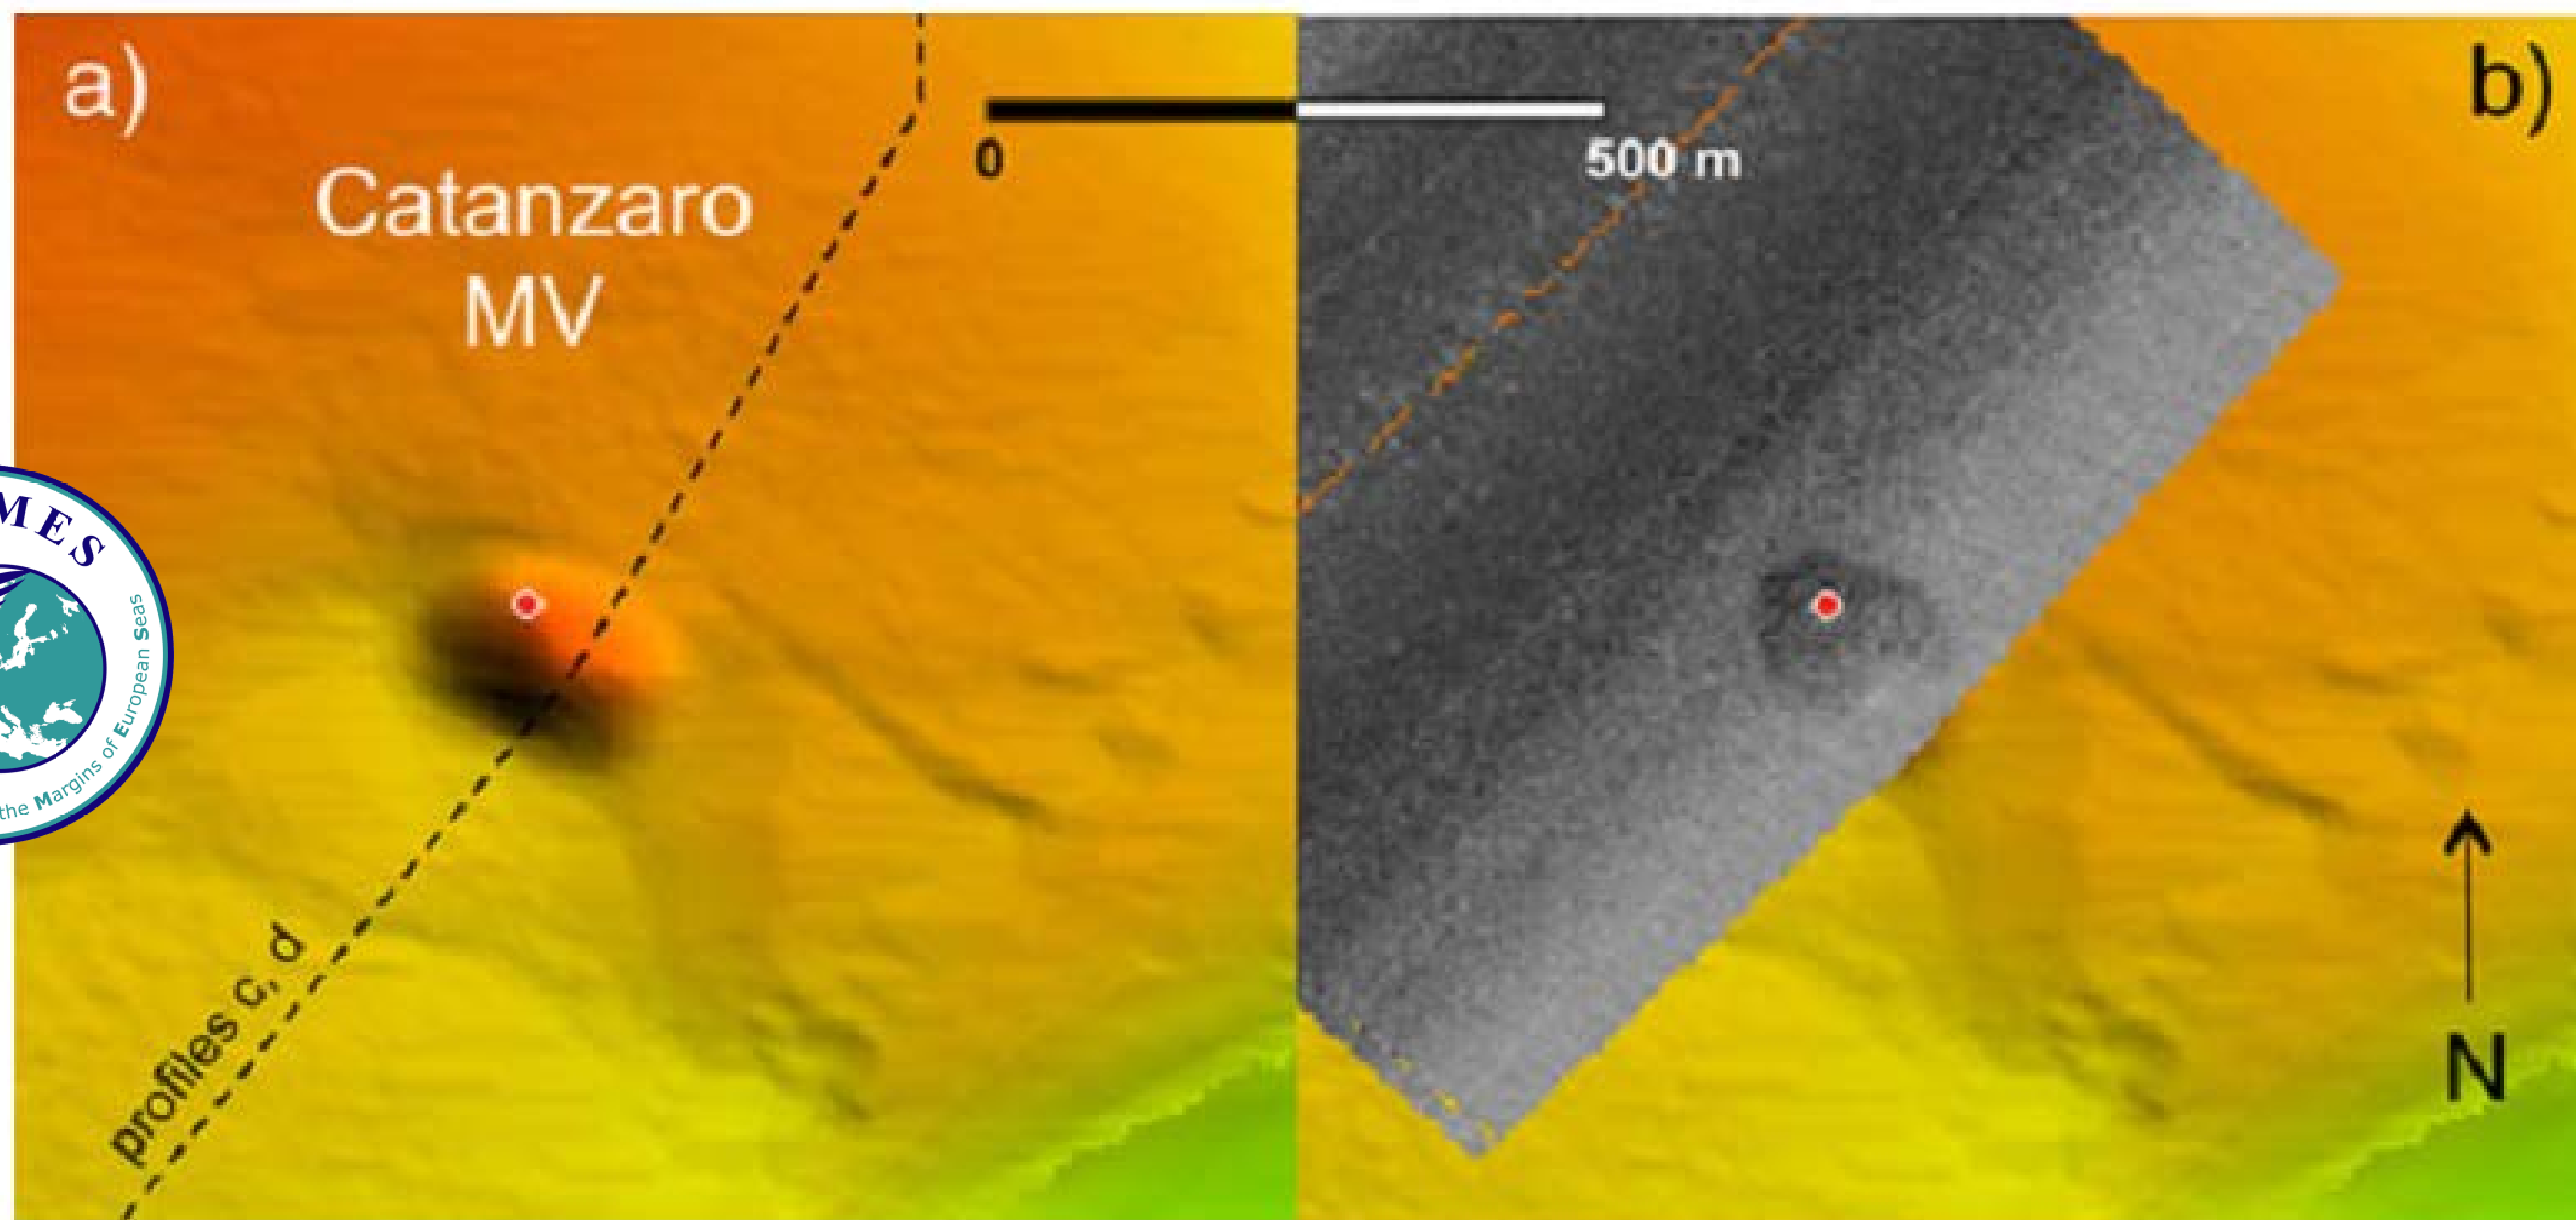 a)
Catanzaro
MV
0
500 m
b)
profiles c, d
MES
the Margins of European Seas
N